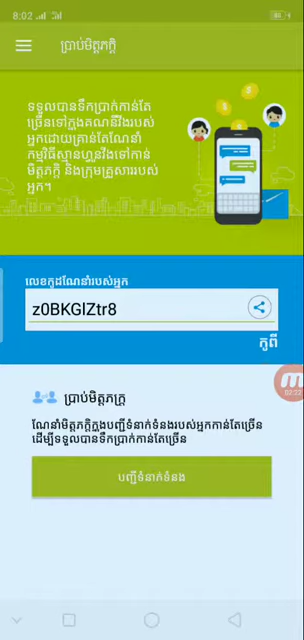 8:02
ប្រាប់មិត្តភក្តិ
ទទួលបានទឹកប្រាក់កាន់តែ
ច្រើនទៅក្នុងគណនីវីងរបស់
អ្នកដោយគ្រាន់តែណែនាំ
កម្មវិធីស្មាតហ្វូនវីងទៅកាន់
មិត្តភក្តិ និងក្រុមគ្រួសាររបស់
អ្នក។
លេខកូដណែនាំរបស់អ្នក
z0BKGlZtr8
កូពី
ប្រាប់មិត្តភក្ត្រ
ណែនាំមិត្តភក្តិក្នុងបញ្ជីទំនាក់ទំនងរបស់អ្នកកាន់តែច្រើន
ដើម្បីទទួលបានទឹកប្រាក់កាន់តែច្រើន
បញ្ជីទំនាក់ទំនង